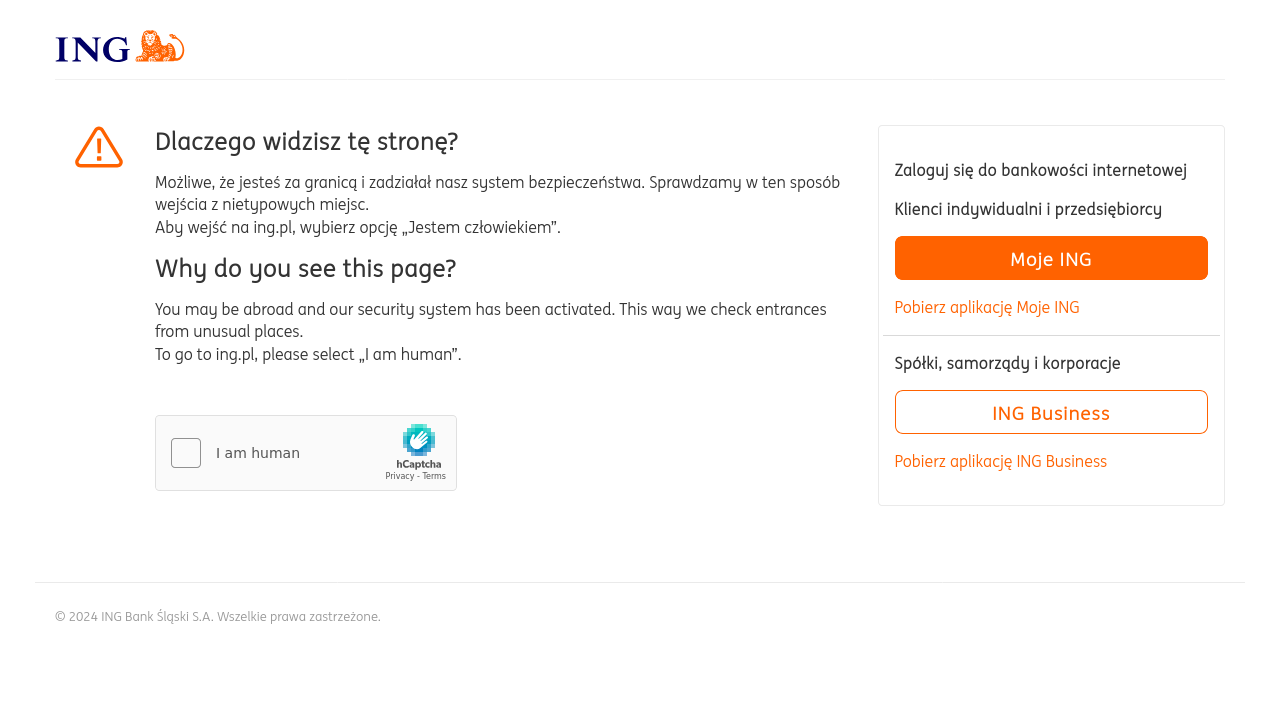 ING
Dlaczego widzisz tę stronę?
Możliwe, że jesteś za granicą i zadziałał nasz system bezpieczeństwa. Sprawdzamy w ten sposób
wejścia z nietypowych miejsc.
Aby wejść na ing.pl, wybierz opcję „Jestem człowiekiem”.
Why do you see this page?
You may be abroad and our security system has been activated. This way we check entrances
from unusual places.
To go to ing.pl, please select „I am human”.
I am human
hCaptcha
Privacy - Terms
Zaloguj się do bankowości internetowej
Klienci indywidualni i przedsiębiorcy
Moje ING
Pobierz aplikację Moje ING
Spółki, samorządy i korporacje
ING Business
Pobierz aplikację ING Business
© 2024 ING Bank Śląski S.A. Wszelkie prawa zastrzeżone.